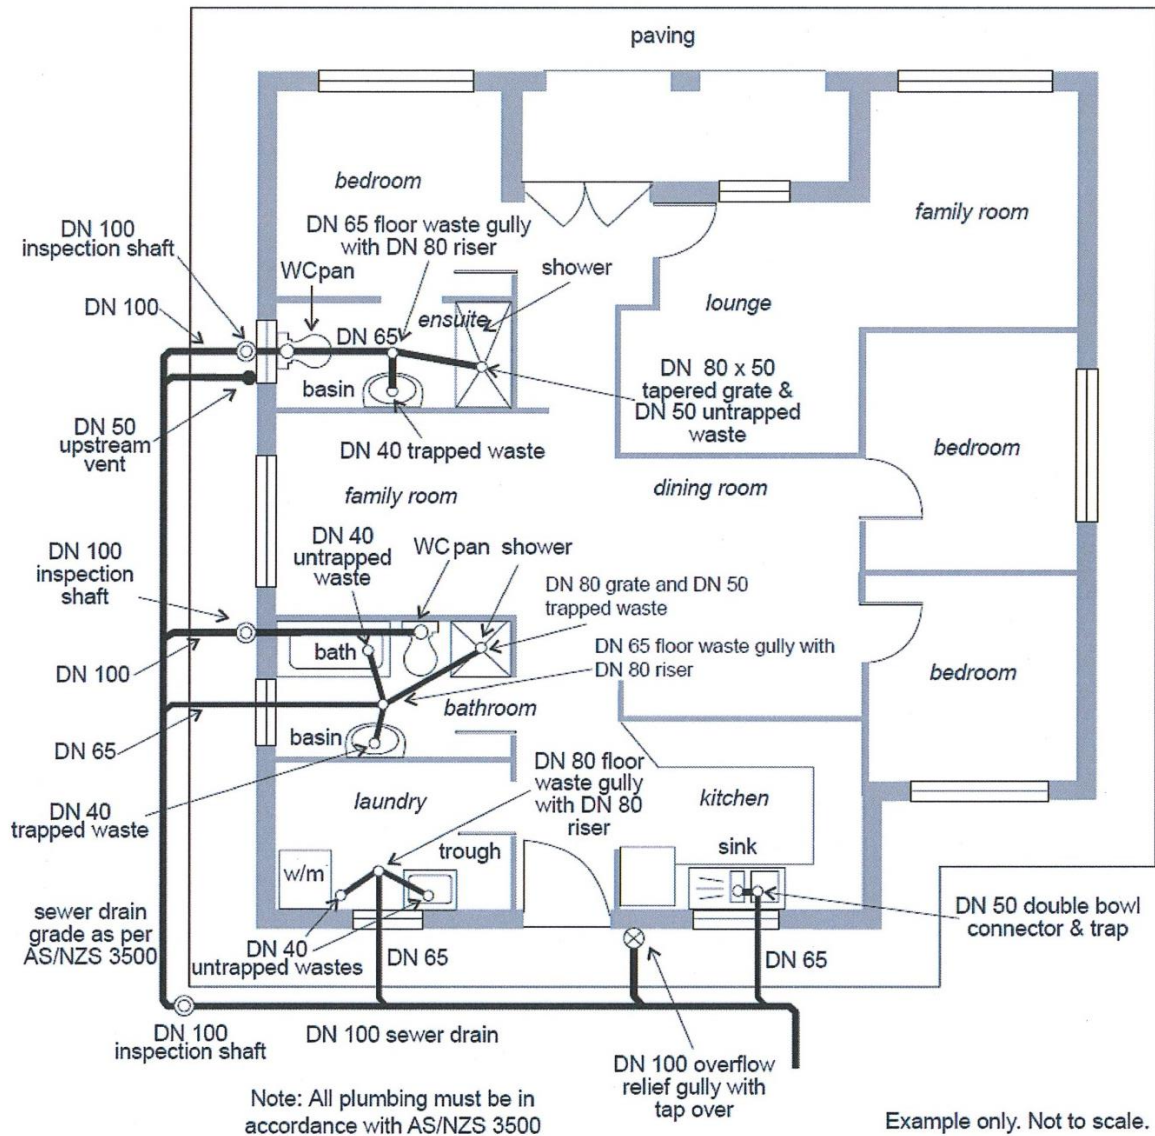 paving
bedroom
DN 65 floor waste gully
with DN 80 riser
family room
DN 100
inspection shaft
WC pan
shower
DN 100
lounge
ensuite
DN 65
basin
DN 80 x 50
tapered grate &
DN 50 untrapped
waste
DN 50
upstream
vent
DN 40 trapped waste
bedroom
family room
dining room
DN 40
untrapped
waste
WC pan shower
DN 100
inspection
shaft
DN 80 grate and DN 50
trapped waste
DN 65 floor waste gully with
DN 80 riser
bath
DN 100
bedroom
bathroom
basin
DN 65
DN 80 floor
waste gully
with DN 80
riser
laundry
kitchen
DN 40
trapped waste
trough
sink
w/m
sewer drain
grade as per
AS/NZS 3500
DN 40
untrapped wastes
DN 65
DN 65
DN 50 double bowl
connector & trap
DN 100
inspection shaft
DN 100 sewer drain
DN 100 overflow
relief gully with
tap over
Note: All plumbing must be in
accordance with AS/NZS 3500
Example only. Not to scale.